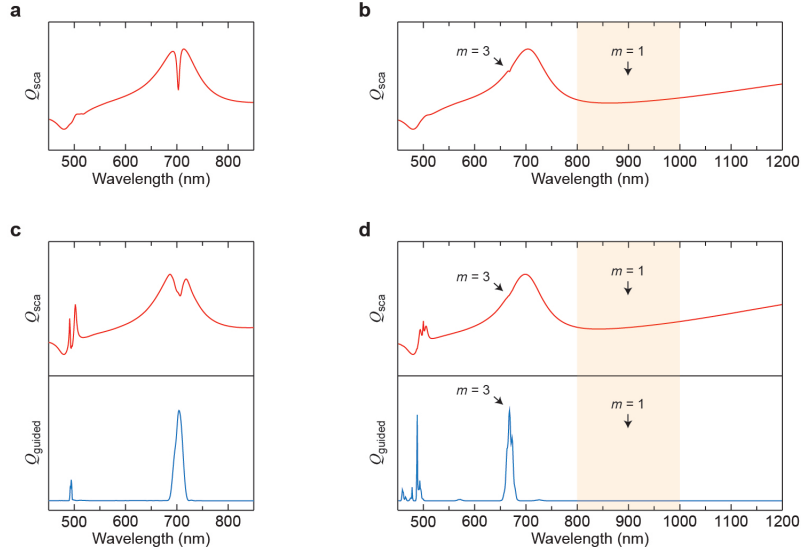 a
b
Qsca
m = 3
m = 1
Qsca
500 600 700 800
500 600 700 800 900 1000 1100 1200
Wavelength (nm)
Wavelength (nm)
c
d
Qsca
m = 3
m = 1
Qsca
Qguided
m = 3
m = 1
Qguided
500 600 700 800
500 600 700 800 900 1000 1100 1200
Wavelength (nm)
Wavelength (nm)